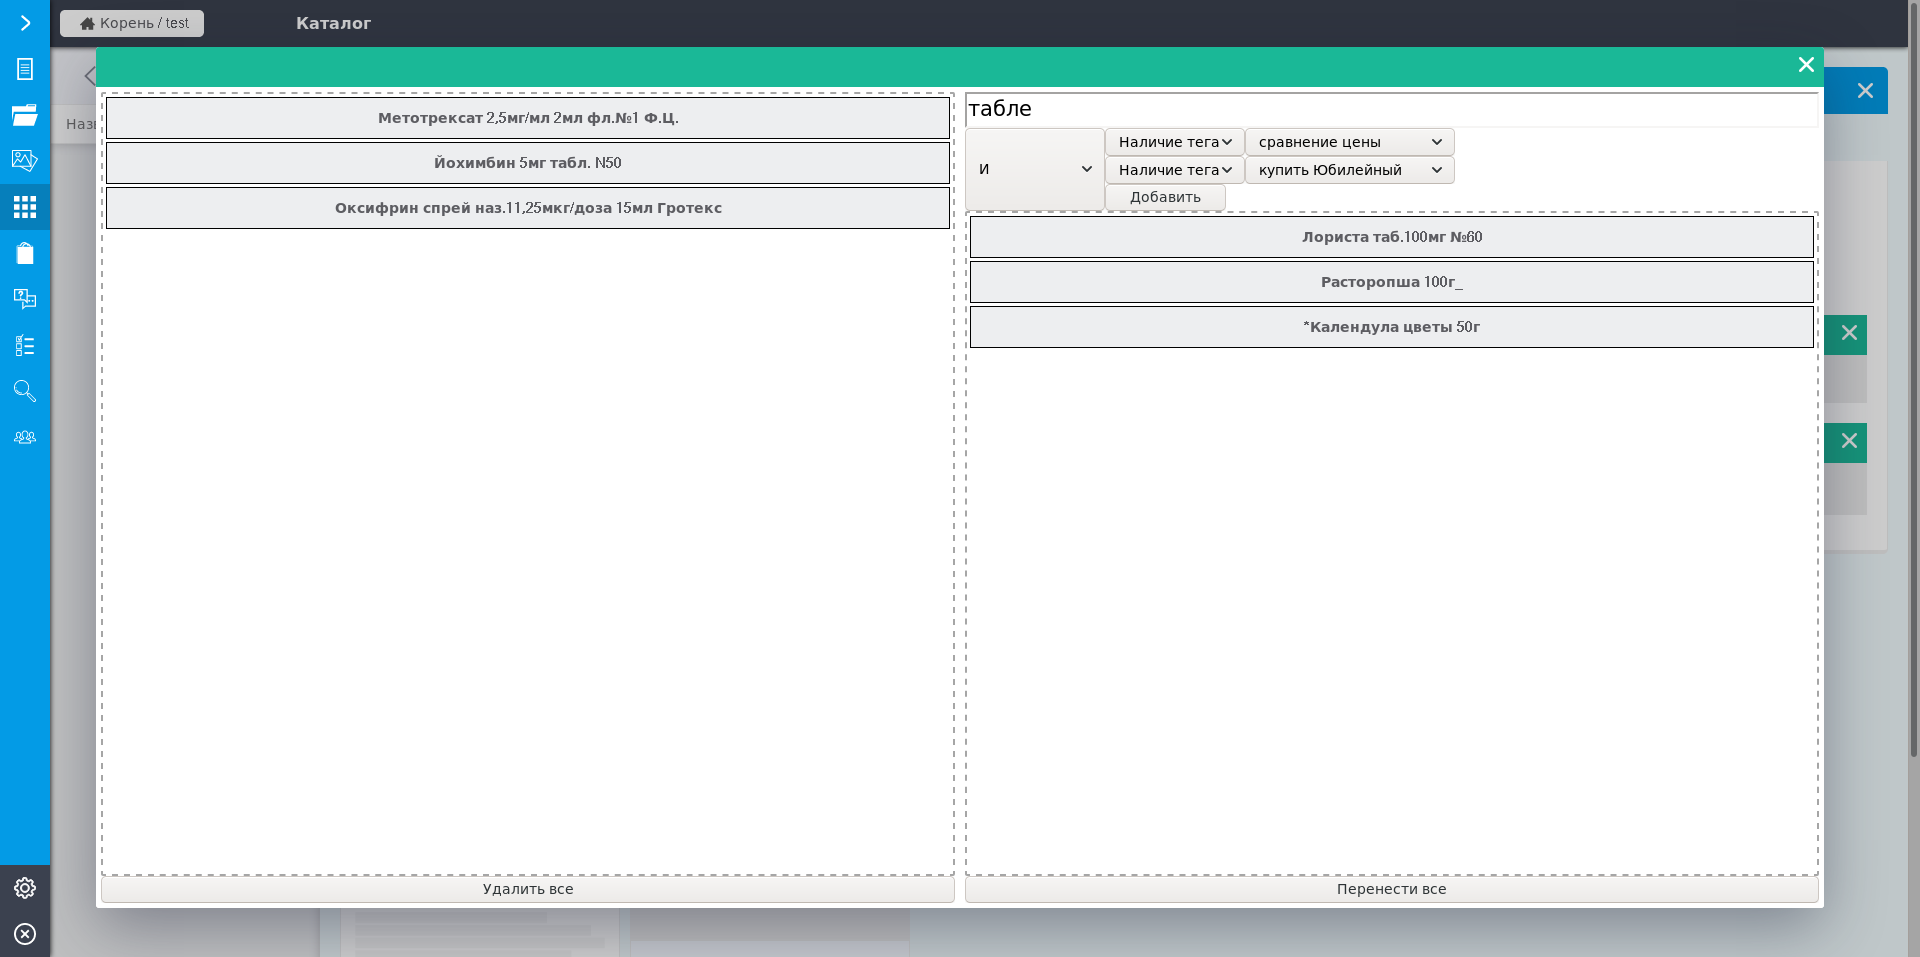 Корень / test
Каталог
Назв
Метотрексат 2,5мг/мл 2мл фл.№1 Ф.Ц.
Йохимбин 5мг табл. N50
Оксифрин спрей наз.11,25мкг/доза 15мл Гротекс
Удалить все
табле
И
Наличие тега
сравнение цены
Наличие тега
купить Юбилейный
Добавить
Лориста таб.100мг №60
Расторопша 100г_
*Календула цветы 50г
Перенести все